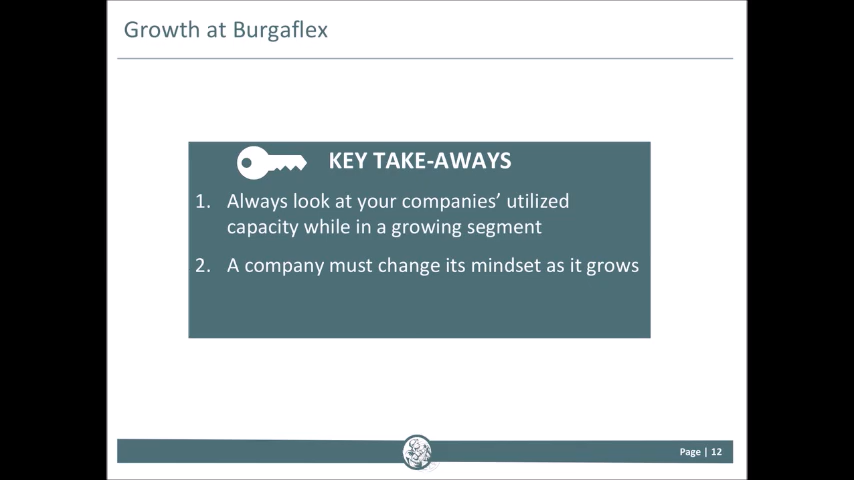 Growth at Burgaflex
KEY TAKE-AWAYS
1. Always look at your companies’ utilized
capacity while in a growing segment
2. A company must change its mindset as it grows
Page | 12